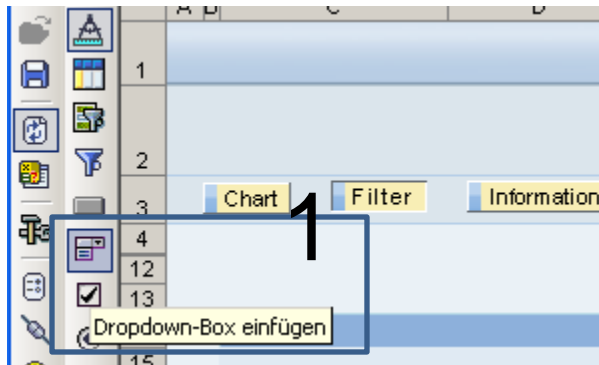 A B C D
1
2
3 Chart Filter Information
1
4
12
13
Dropdown-Box einfügen
15